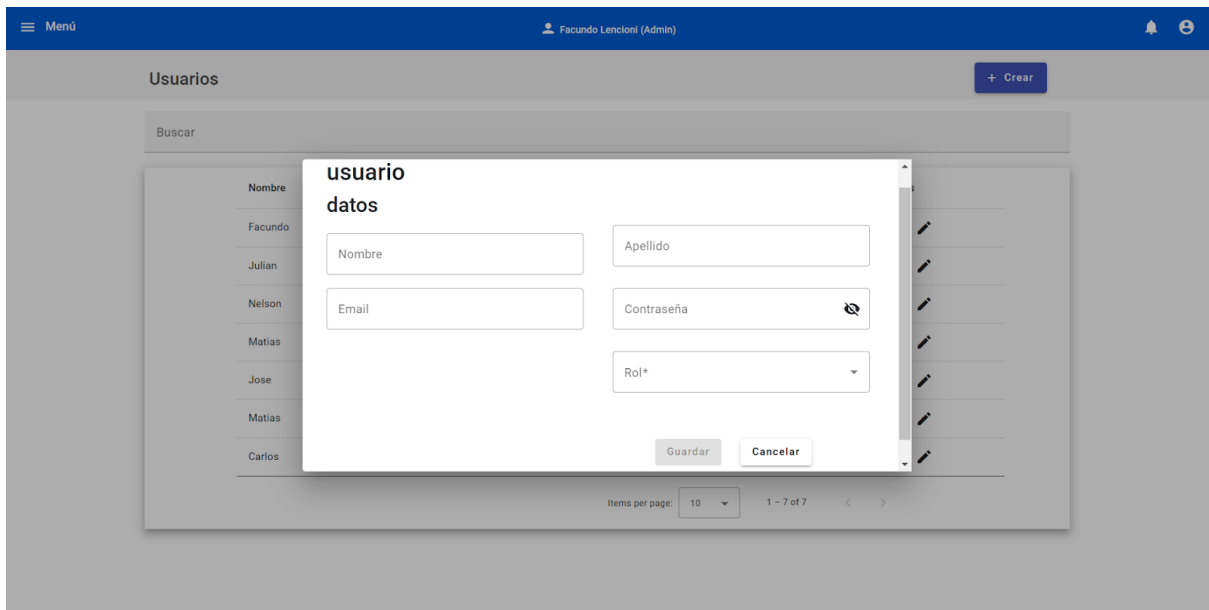 Menú
Facundo Lencioni (Admin)
Usuarios
+ Crear
Buscar
Nombre
Facundo
Julian
Nelson
Matias
Jose
Matias
Carlos
usuario
datos
Nombre
Apellido
Email
Contraseña
Rol*
Guardar
Cancelar
Items per page: 10 1 – 7 of 7